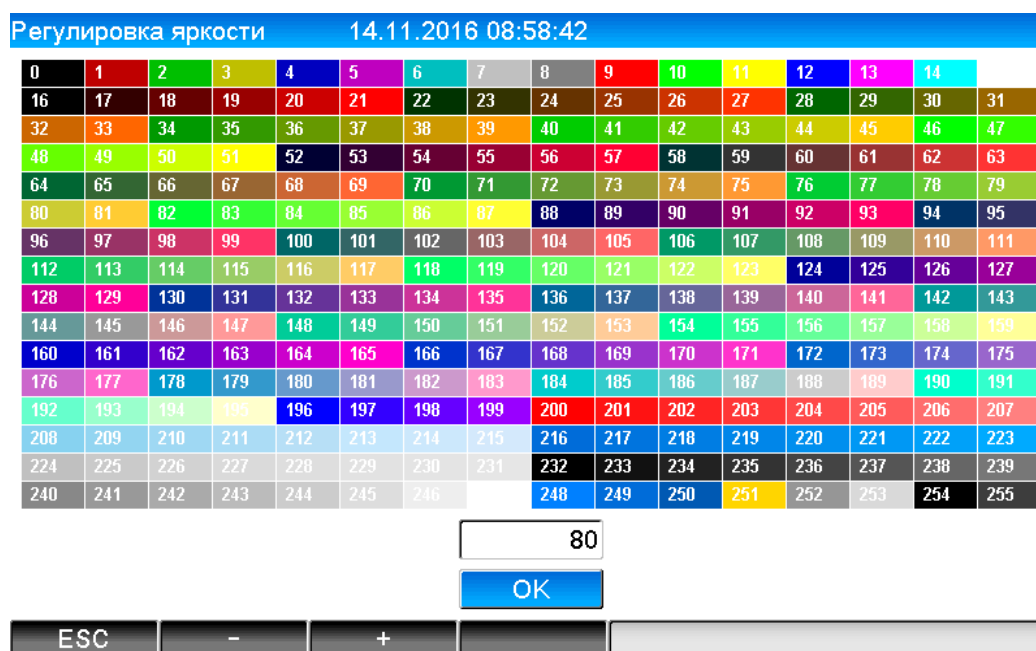 Регулировка яркости 14.11.2016 08:58:42
0 1 2 3 4 5 6 7 8 9 10 11 12 13 14
16 17 18 19 20 21 22 23 24 25 26 27 28 29 30 31
32 33 34 35 36 37 38 39 40 41 42 43 44 45 46 47
48 49 50 51 52 53 54 55 56 57 58 59 60 61 62 63
64 65 66 67 68 69 70 71 72 73 74 75 76 77 78 79
80 81 82 83 84 85 86 87 88 89 90 91 92 93 94 95
96 97 98 99 100 101 102 103 104 105 106 107 108 109 110 111
112 113 114 115 116 117 118 119 120 121 122 123 124 125 126 127
128 129 130 131 132 133 134 135 136 137 138 139 140 141 142 143
144 145 146 147 148 149 150 151 152 153 154 155 156 157 158 159
160 161 162 163 164 165 166 167 168 169 170 171 172 173 174 175
176 177 178 179 180 181 182 183 184 185 186 187 188 189 190 191
192 193 194 195 196 197 198 199 200 201 202 203 204 205 206 207
208 209 210 211 212 213 214 215 216 217 218 219 220 221 222 223
224 225 226 227 228 229 230 231 232 233 234 235 236 237 238 239
240 241 242 243 244 245 246 248 249 250 251 252 253 254 255
80
OK
ESC - +